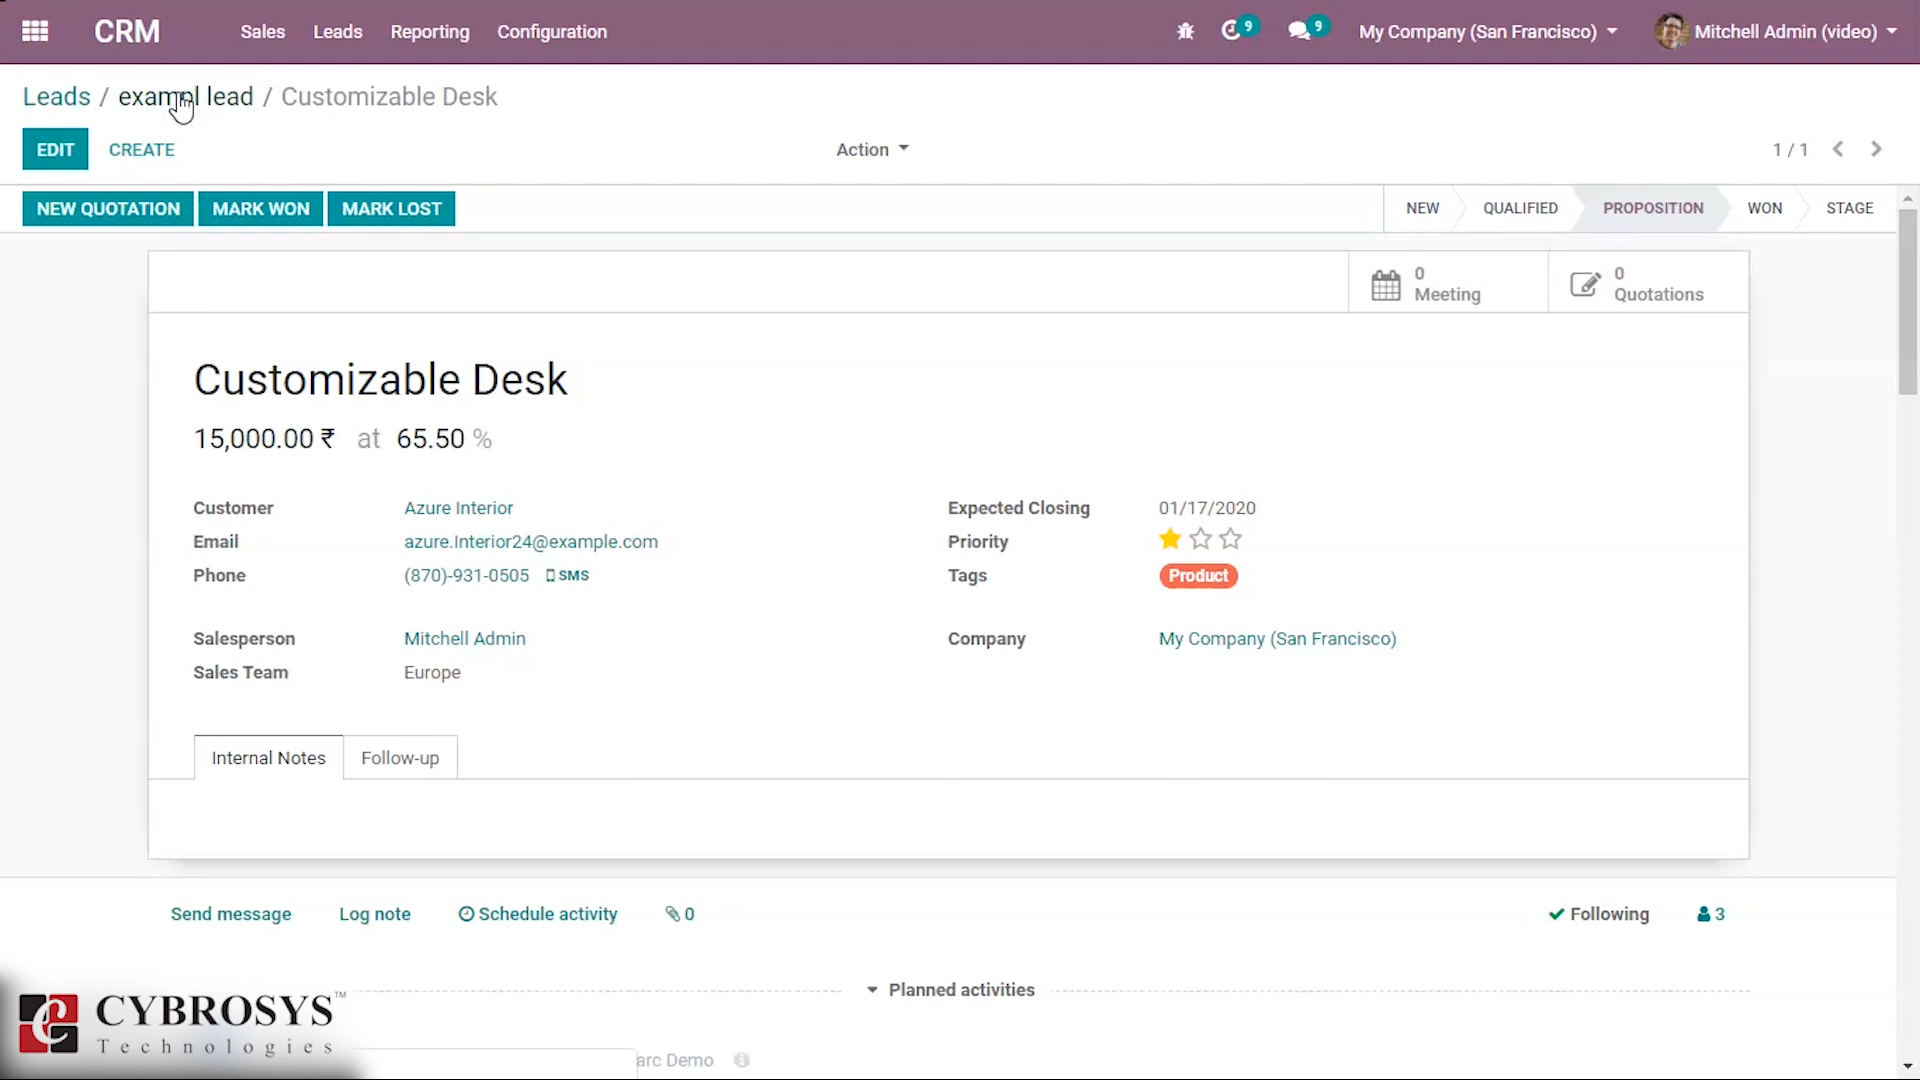 CRM Sales Leads Reporting Configuration 9 9 My Company (San Francisco) Mitchell Admin (video)
Leads / exampl lead / Customizable Desk
EDIT CREATE Action 1 / 1
NEW QUOTATION MARK WON MARK LOST NEW QUALIFIED PROPOSITION WON STAGE
0 Meeting
0 Quotations
Customizable Desk
15,000.00 ₹ at 65.50 %
Customer Azure Interior Expected Closing 01/17/2020
Email azure.Interior24@example.com Priority
Phone (870)-931-0505 SMS Tags Product
Salesperson Mitchell Admin Company My Company (San Francisco)
Sales Team Europe
Internal Notes Follow-up
Send message Log note Schedule activity 0 Following 3
Planned activities
CYBROSYS™
Technologies
arc Demo